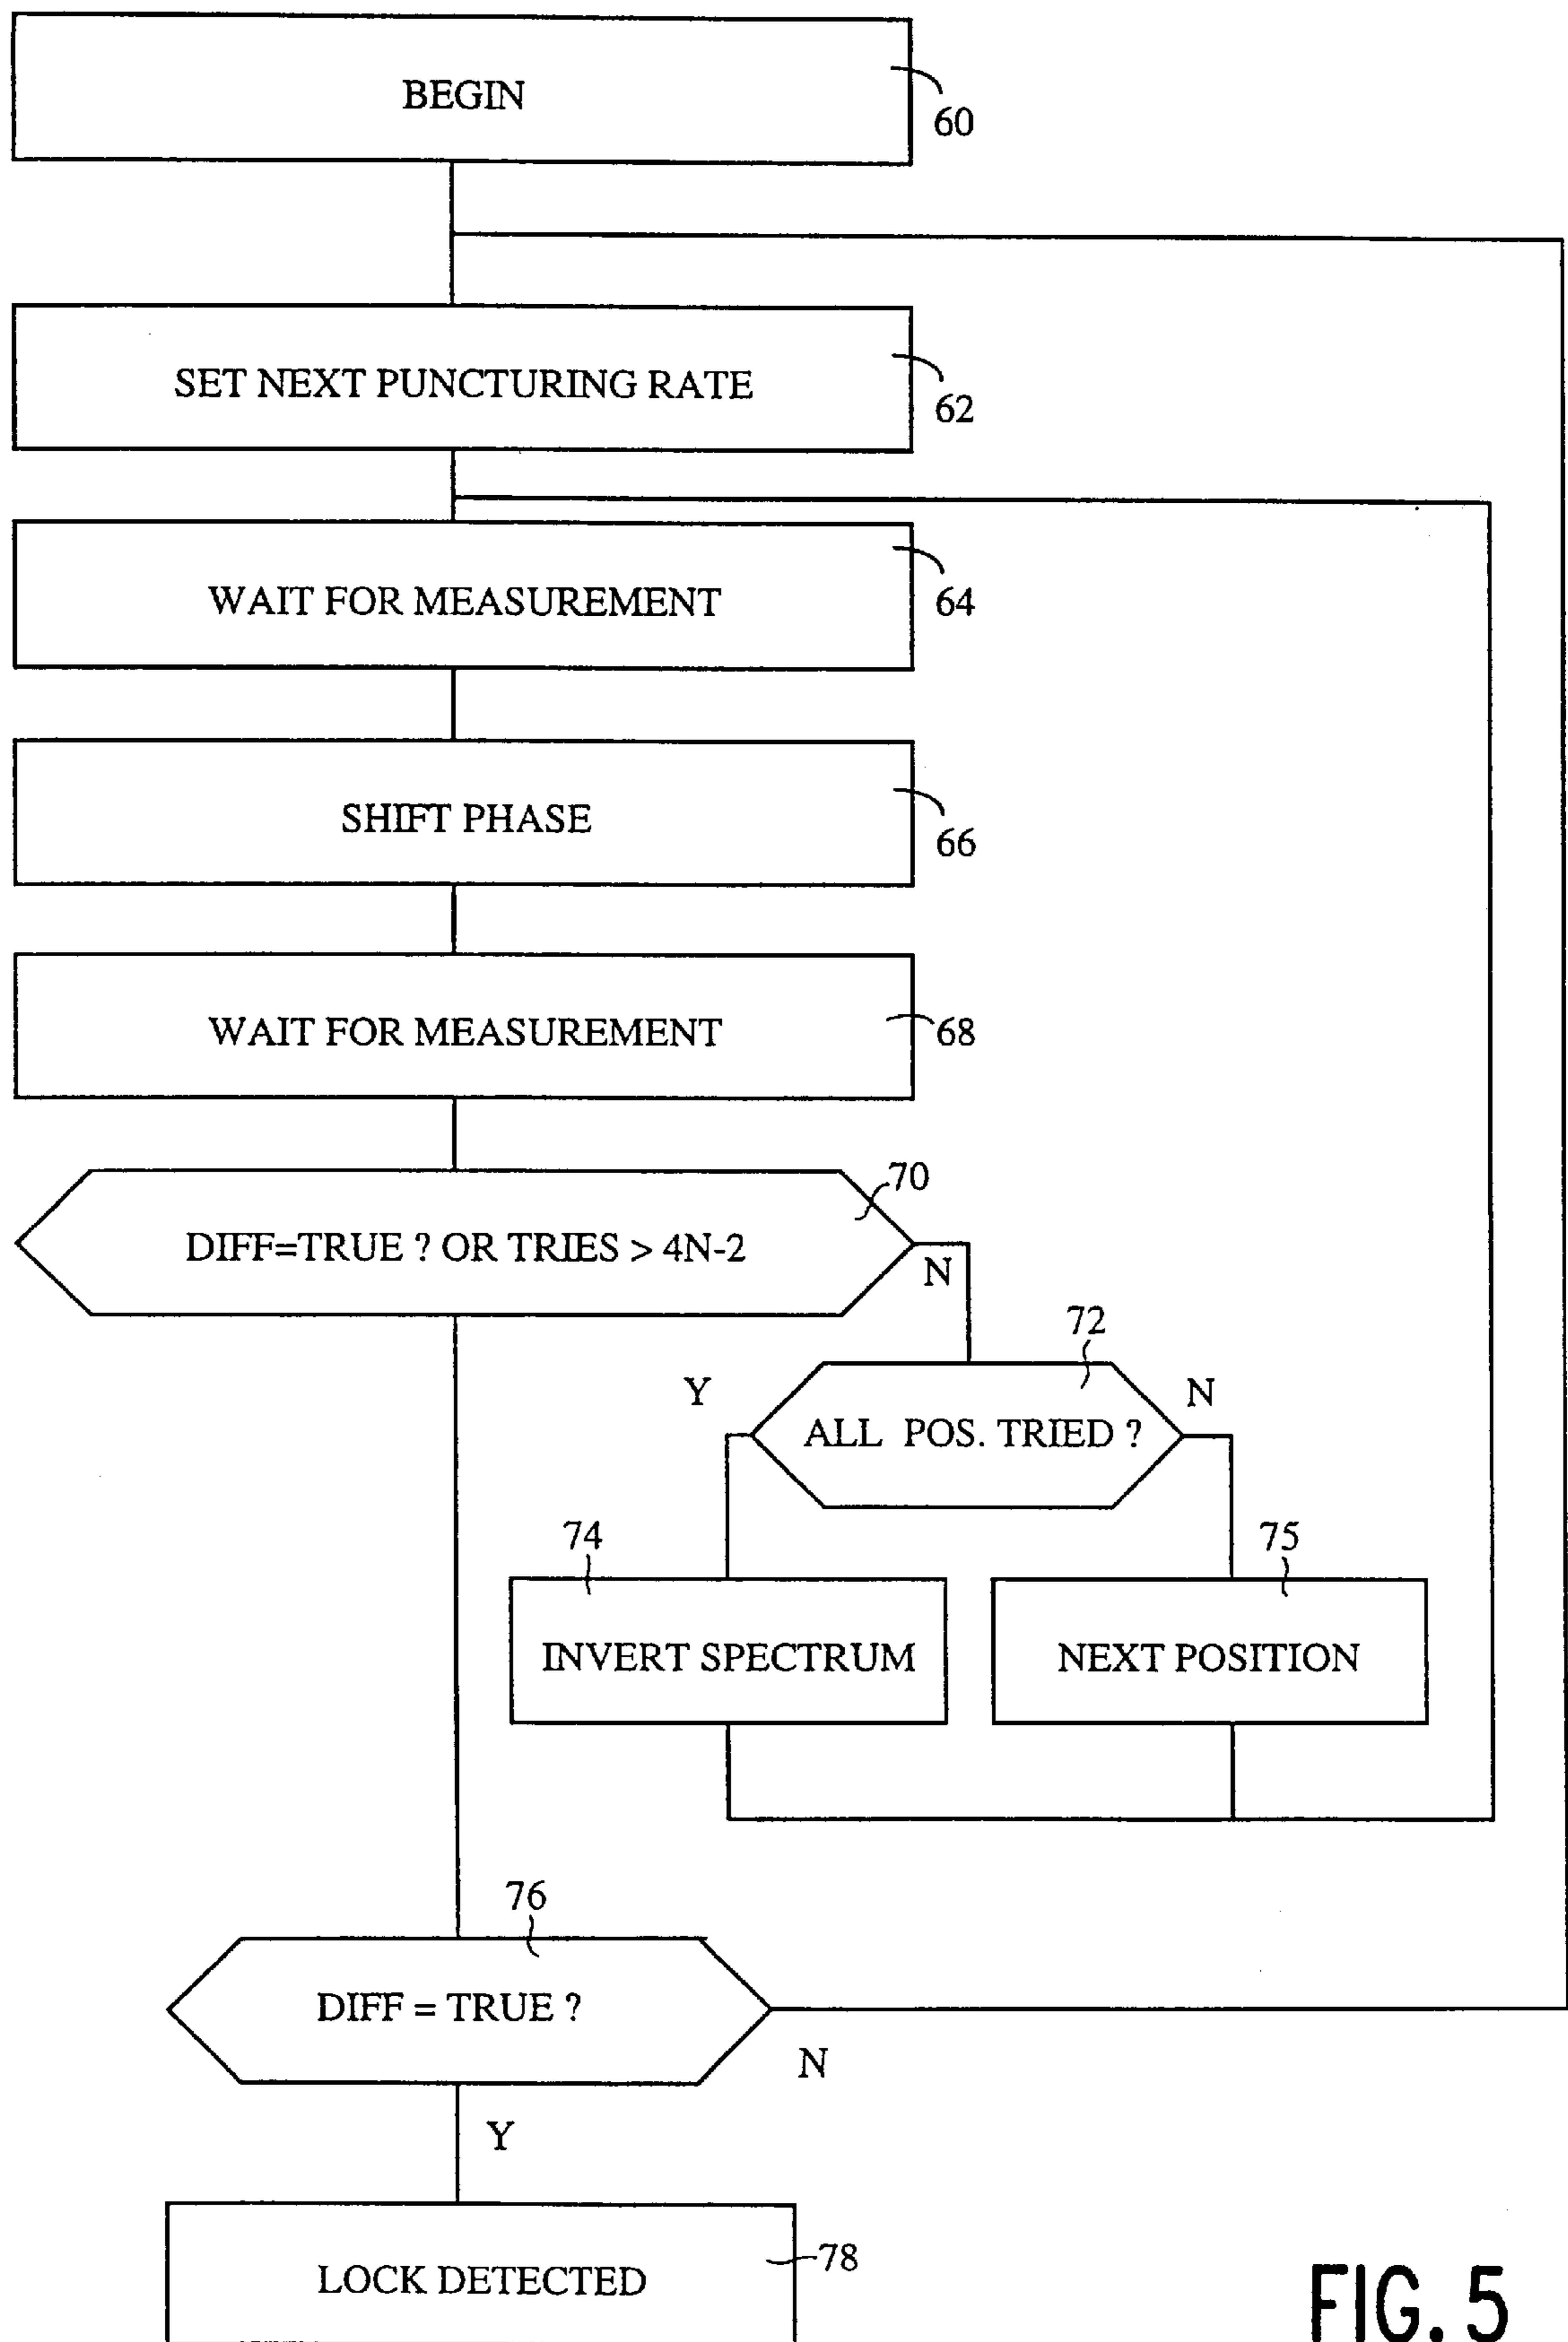 BEGIN
60
SET NEXT PUNCTURING RATE
62
WAIT FOR MEASUREMENT
64
SHIFT PHASE
66
WAIT FOR MEASUREMENT
68
70
DIFF=TRUE ? OR TRIES > 4N-2
N
72
Y
N
ALL POS. TRIED ?
74
75
INVERT SPECTRUM
NEXT POSITION
76
DIFF = TRUE ?
N
Y
LOCK DETECTED
78
FIG. 5